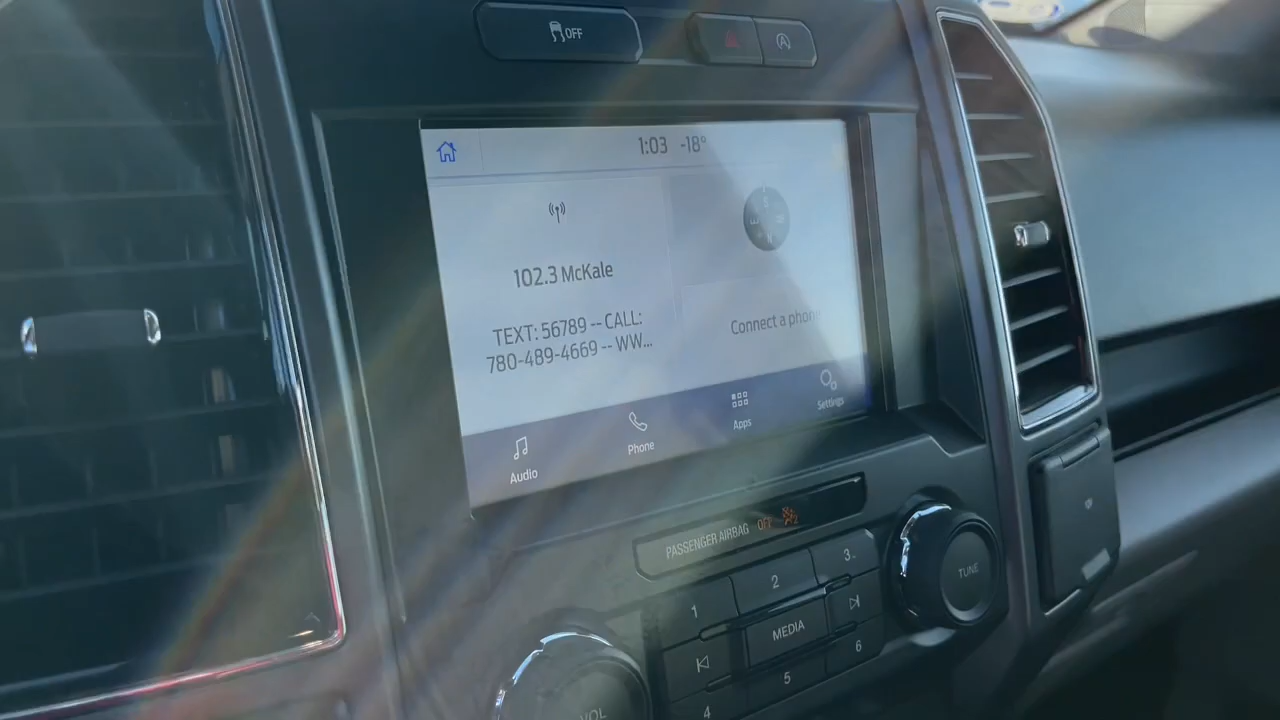 OFF
1:03 -18°
102.3 McKale
TEXT: 56789 -- CALL:
780-489-4669 -- WW...
Connect a phone
Audio
Phone
Apps
Settings
PASSENGER AIRBAG OFF
1
2
3
MEDIA
4
5
6
VOL
TUNE